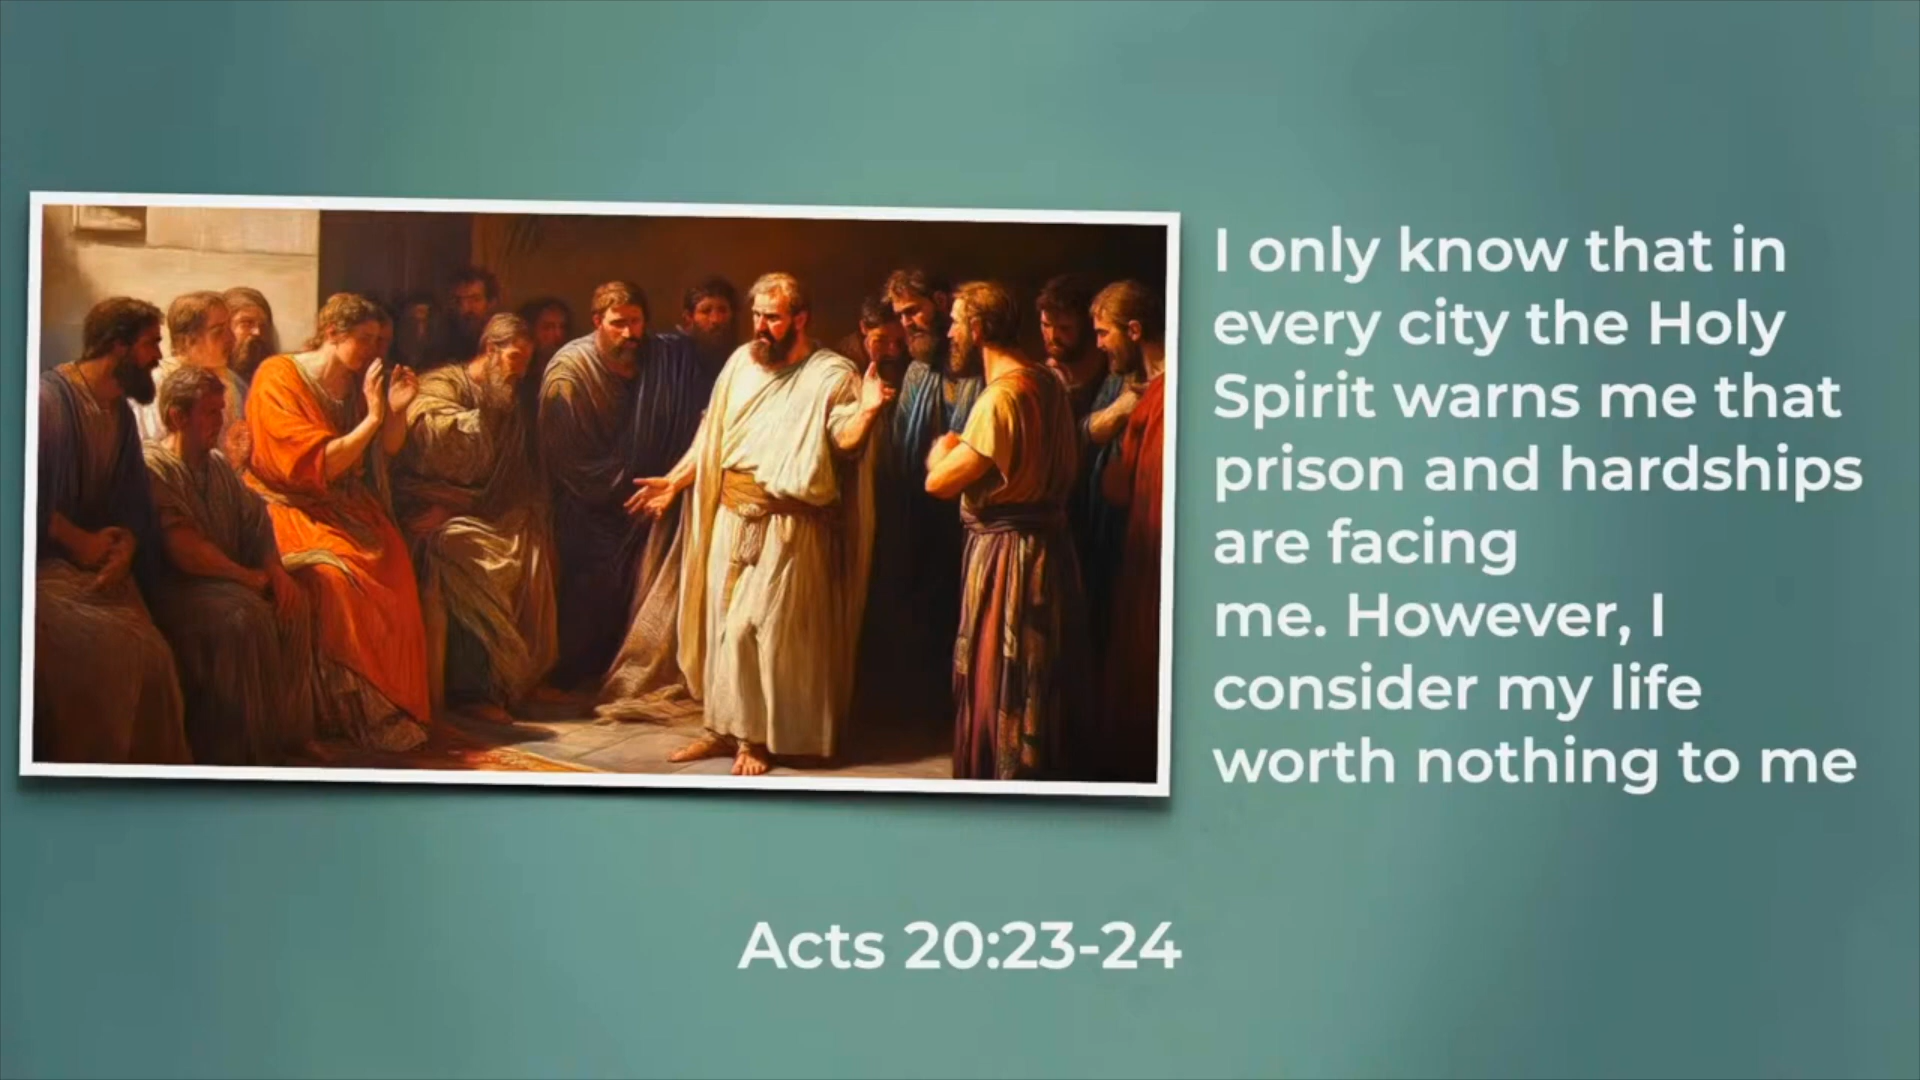 I only know that in
every city the Holy
Spirit warns me that
prison and hardships
are facing
me. However, I
consider my life
worth nothing to me
Acts 20:23-24